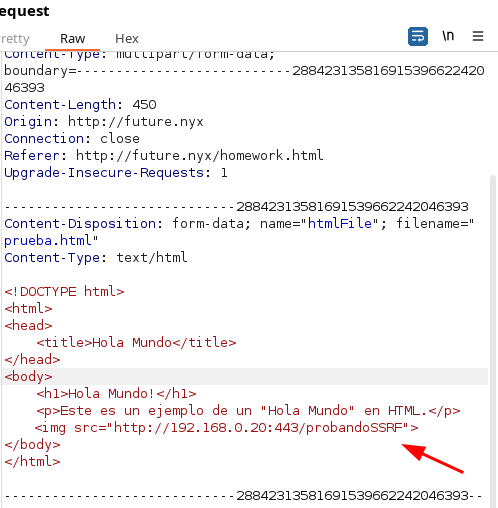 equest
retty
Raw
Hex
\n
Content-Type: multipart/form-data;
boundary=---------------------------28842313581691539662242
046393
Content-Length: 450
Origin: http://future.nyx
Connection: close
Referer: http://future.nyx/homework.html
Upgrade-Insecure-Requests: 1
-----------------------------28842313581691539662242046393
Content-Disposition: form-data; name="htmlFile"; filename="
prueba.html"
Content-Type: text/html
<!DOCTYPE html>
<html>
<head>
<title>Hola Mundo</title>
</head>
<body>
<h1>Hola Mundo!</h1>
<p>Este es un ejemplo de un "Hola Mundo" en HTML.</p>
<img src="http://192.168.0.20:443/probandoSSRF">
</body>
</html>
-----------------------------28842313581691539662242046393--